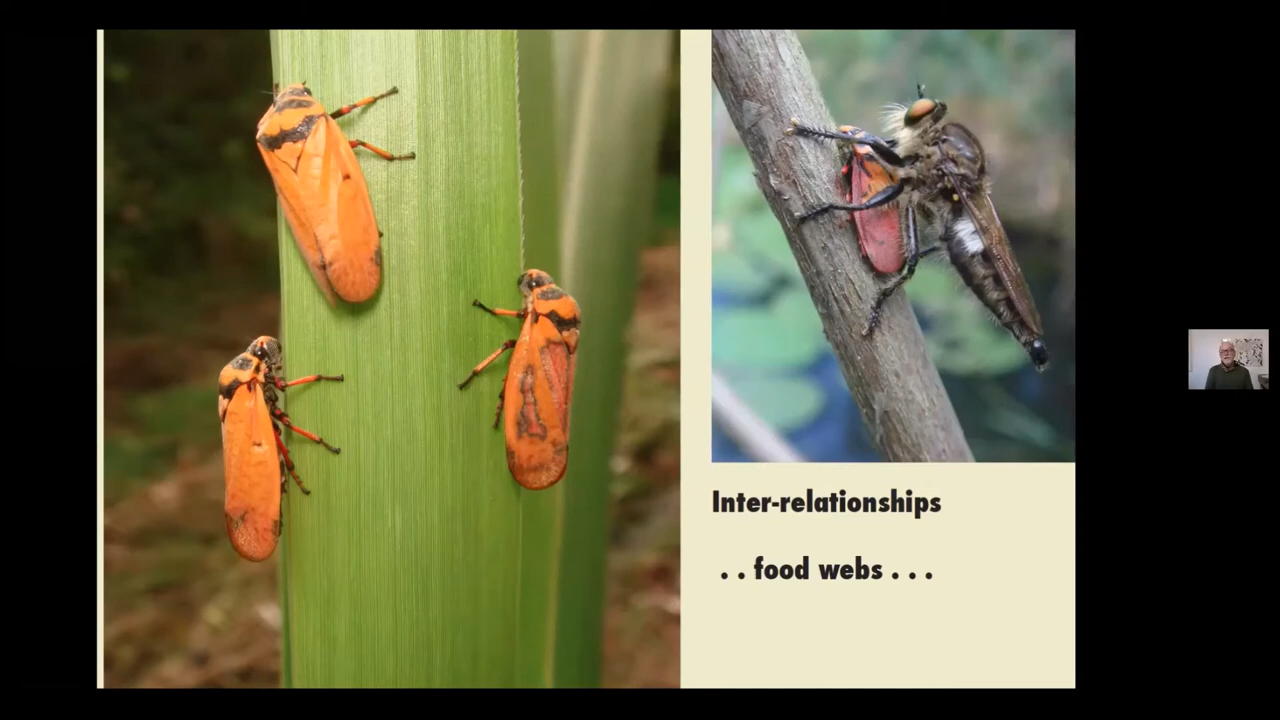 Inter-relationships
. . food webs . . .